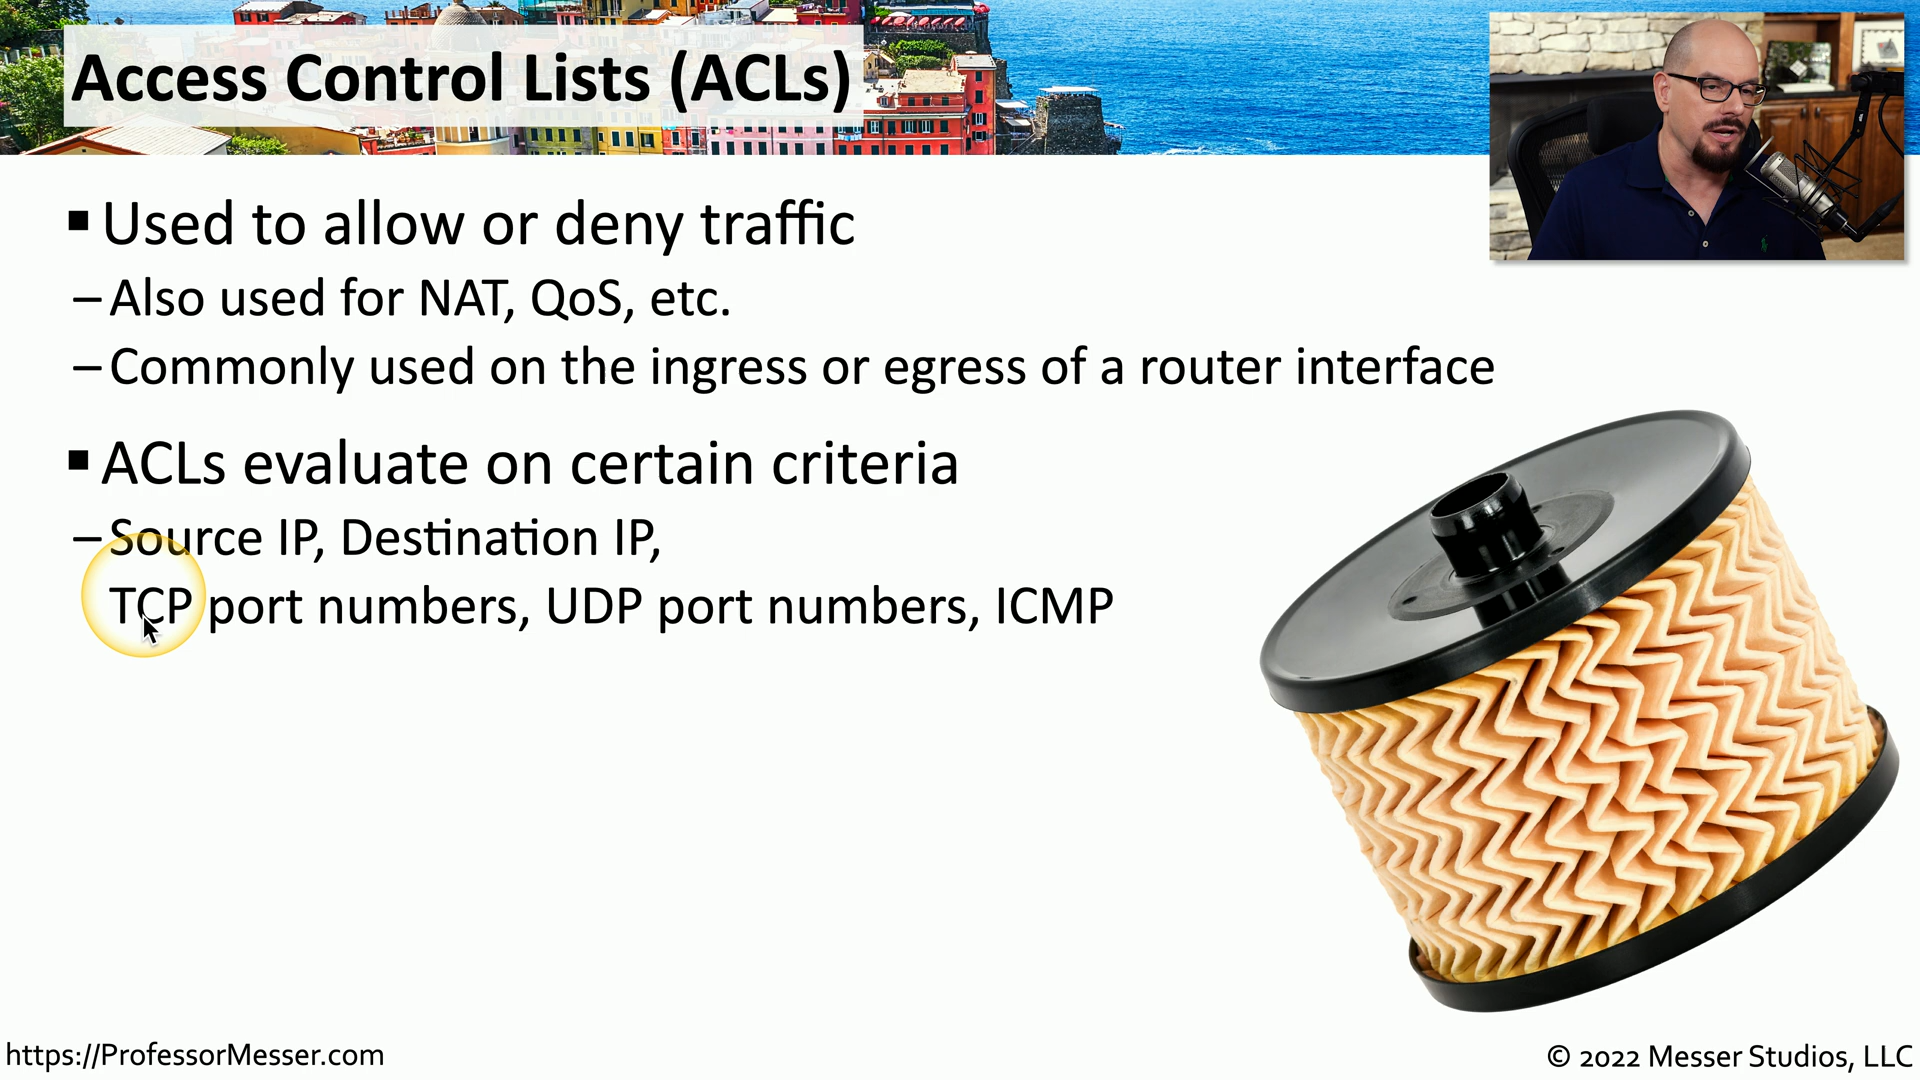 Access Control Lists (ACLs)
▪ Used to allow or deny traffic
– Also used for NAT, QoS, etc.
– Commonly used on the ingress or egress of a router interface
▪ ACLs evaluate on certain criteria
– Source IP, Destination IP,
TCP port numbers, UDP port numbers, ICMP
https://ProfessorMesser.com
© 2022 Messer Studios, LLC